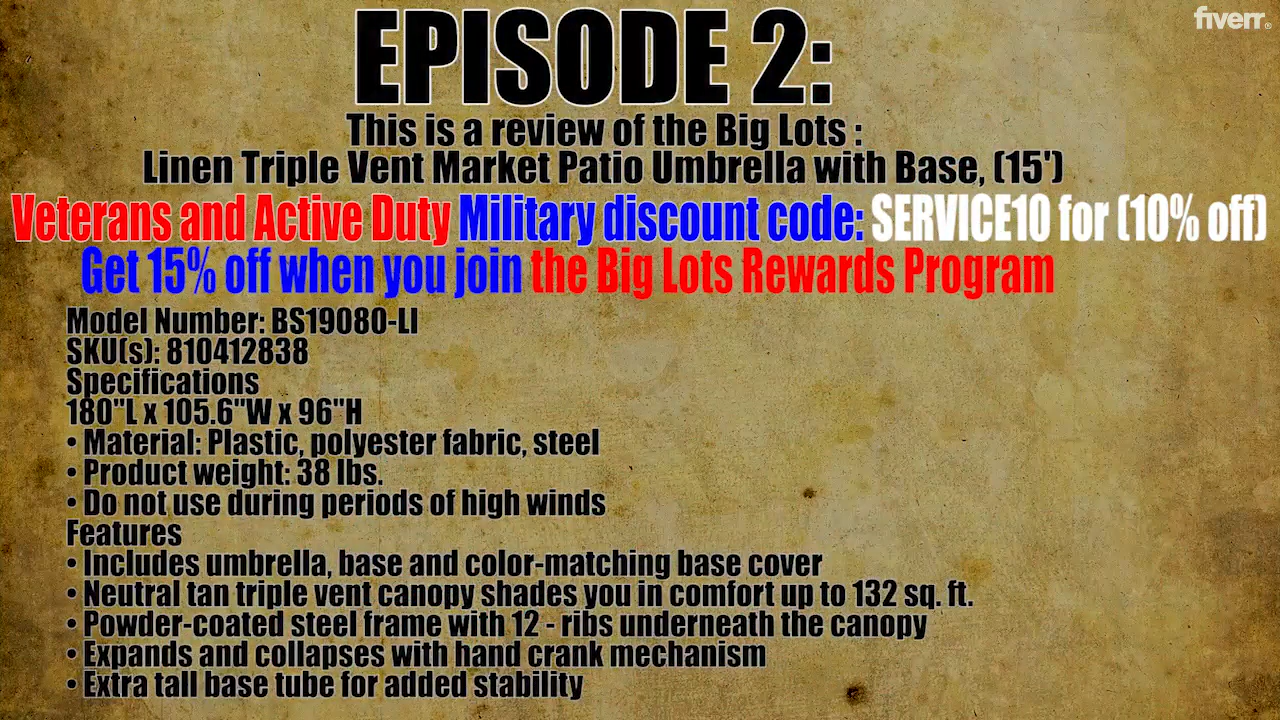 fiverr®
EPISODE 2:
This is a review of the Big Lots :
Linen Triple Vent Market Patio Umbrella with Base, (15')
Veterans and Active Duty Military discount code: SERVICE10 for (10% off)
Get 15% off when you join the Big Lots Rewards Program
Model Number: BS19080-LI
SKU(s): 810412838
Specifications
180"L x 105.6"W x 96"H
• Material: Plastic, polyester fabric, steel
• Product weight: 38 lbs.
• Do not use during periods of high winds
Features
• Includes umbrella, base and color-matching base cover
• Neutral tan triple vent canopy shades you in comfort up to 132 sq. ft.
• Powder-coated steel frame with 12 - ribs underneath the canopy
• Expands and collapses with hand crank mechanism
• Extra tall base tube for added stability